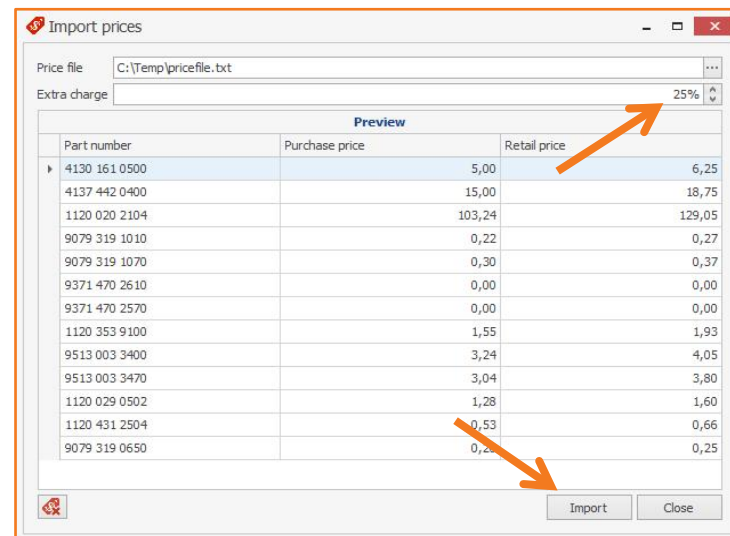 Import prices
Price file C:\Temp\pricefile.txt ...
Extra charge 25%
Preview
Part number Purchase price Retail price
4130 161 0500 5,00 6,25
4137 442 0400 15,00 18,75
1120 020 2104 103,24 129,05
9079 319 1010 0,22 0,27
9079 319 1070 0,30 0,37
9371 470 2610 0,00 0,00
9371 470 2570 0,00 0,00
1120 353 9100 1,55 1,93
9513 003 3400 3,24 4,05
9513 003 3470 3,04 3,80
1120 029 0502 1,28 1,60
1120 431 2504 0,53 0,66
9079 319 0650 0,25
Import Close